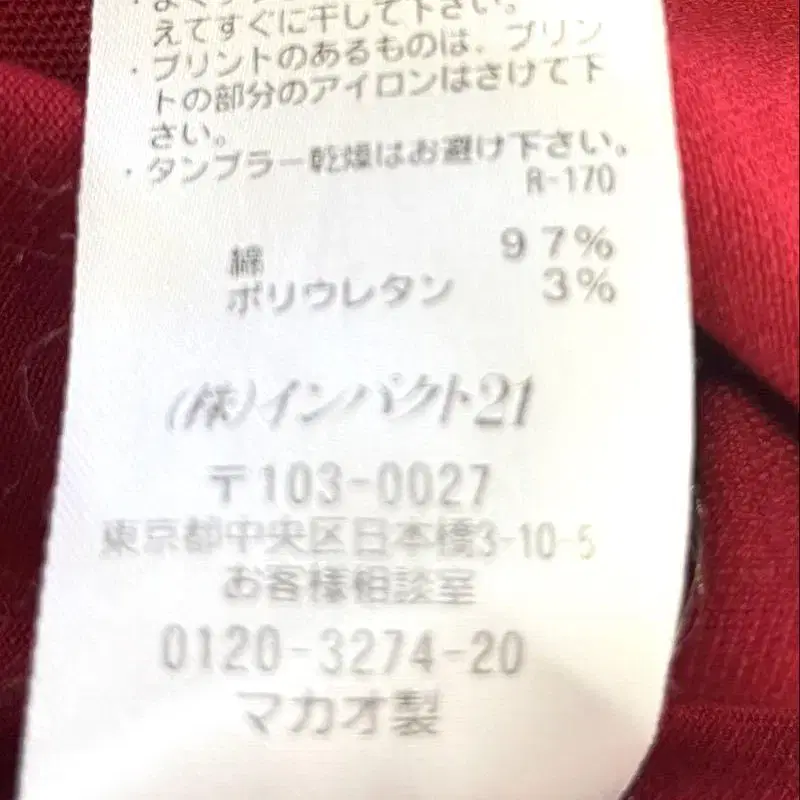 えてすぐに干して下さい。
・プリントのあるものは、プリン
トの部分のアイロンはさけて下
さい。
・タンブラー乾燥はお避け下さい。
R-170
綿 97%
ポリウレタン 3%
(株)インパクト21
〒103-0027
東京都中央区日本橋3-10-5
お客様相談室
0120-3274-20
マカオ製